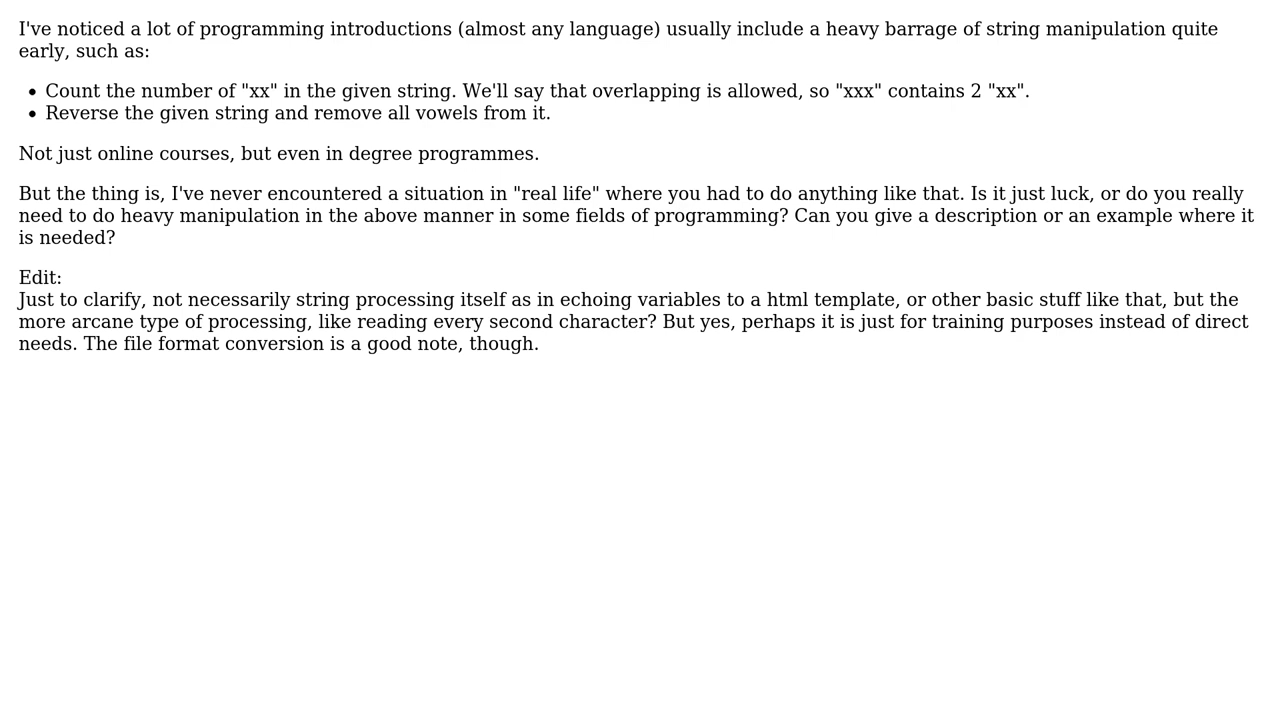 I've noticed a lot of programming introductions (almost any language) usually include a heavy barrage of string manipulation quite
early, such as:
• Count the number of "xx" in the given string. We'll say that overlapping is allowed, so "xxx" contains 2 "xx".
• Reverse the given string and remove all vowels from it.
Not just online courses, but even in degree programmes.
But the thing is, I've never encountered a situation in "real life" where you had to do anything like that. Is it just luck, or do you really
need to do heavy manipulation in the above manner in some fields of programming? Can you give a description or an example where it
is needed?
Edit:
Just to clarify, not necessarily string processing itself as in echoing variables to a html template, or other basic stuff like that, but the
more arcane type of processing, like reading every second character? But yes, perhaps it is just for training purposes instead of direct
needs. The file format conversion is a good note, though.